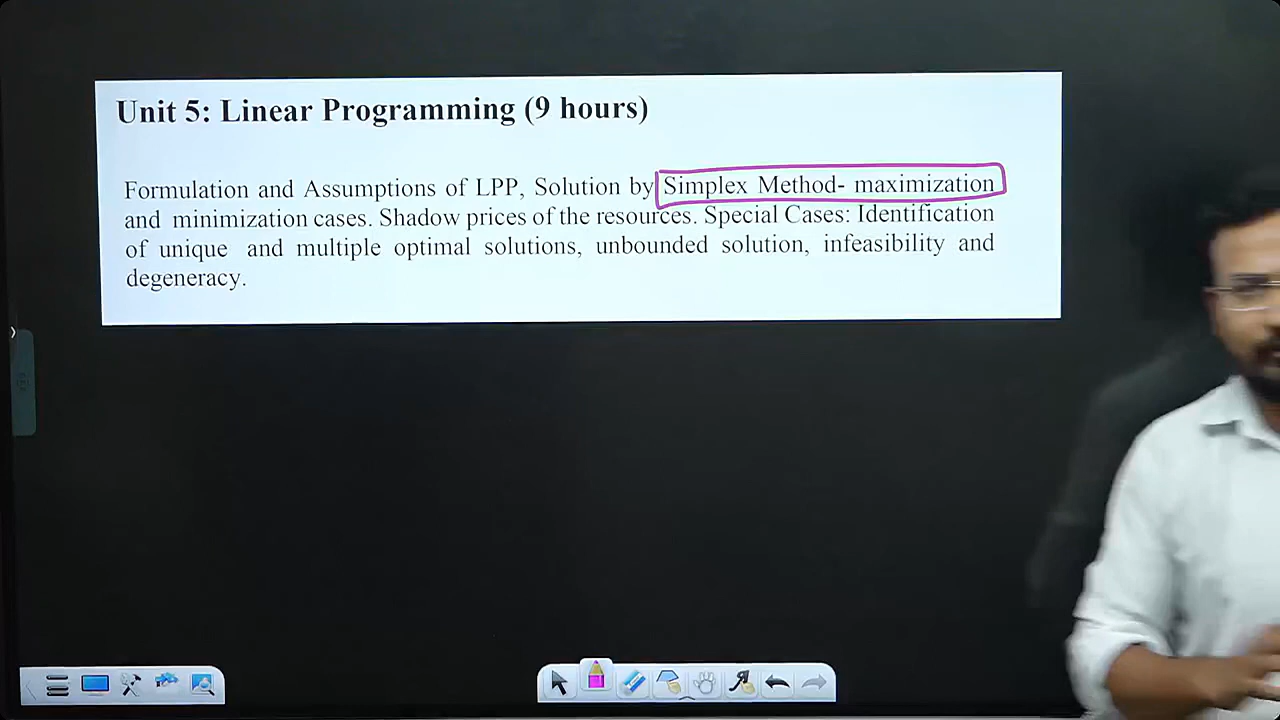 Unit 5: Linear Programming (9 hours)
Formulation and Assumptions of LPP, Solution by Simplex Method- maximization
and minimization cases. Shadow prices of the resources. Special Cases: Identification
of unique and multiple optimal solutions, unbounded solution, infeasibility and
degeneracy.